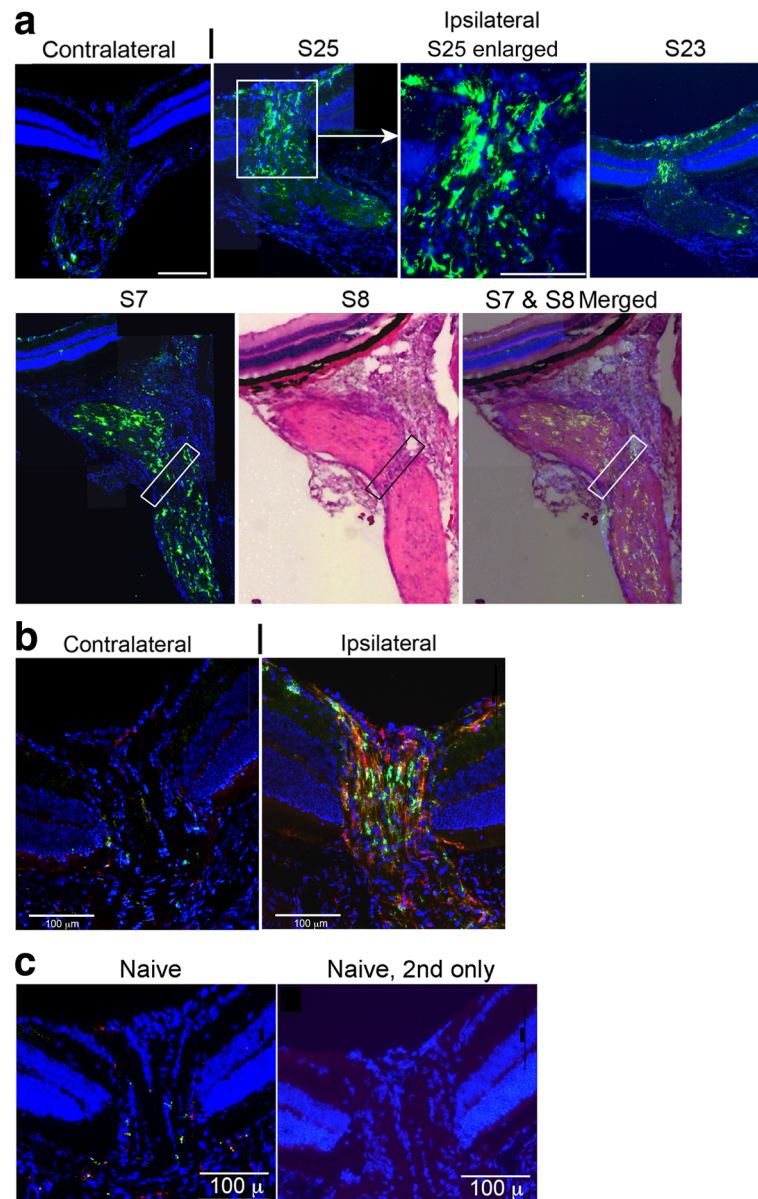 a
Ipsilateral
Contralateral S25 S25 enlarged S23
S7 S8 S7 & S8 Merged
b
Contralateral Ipsilateral
100 μm 100 μm
c
Naive Naive, 2nd only
100 μ 100 μ